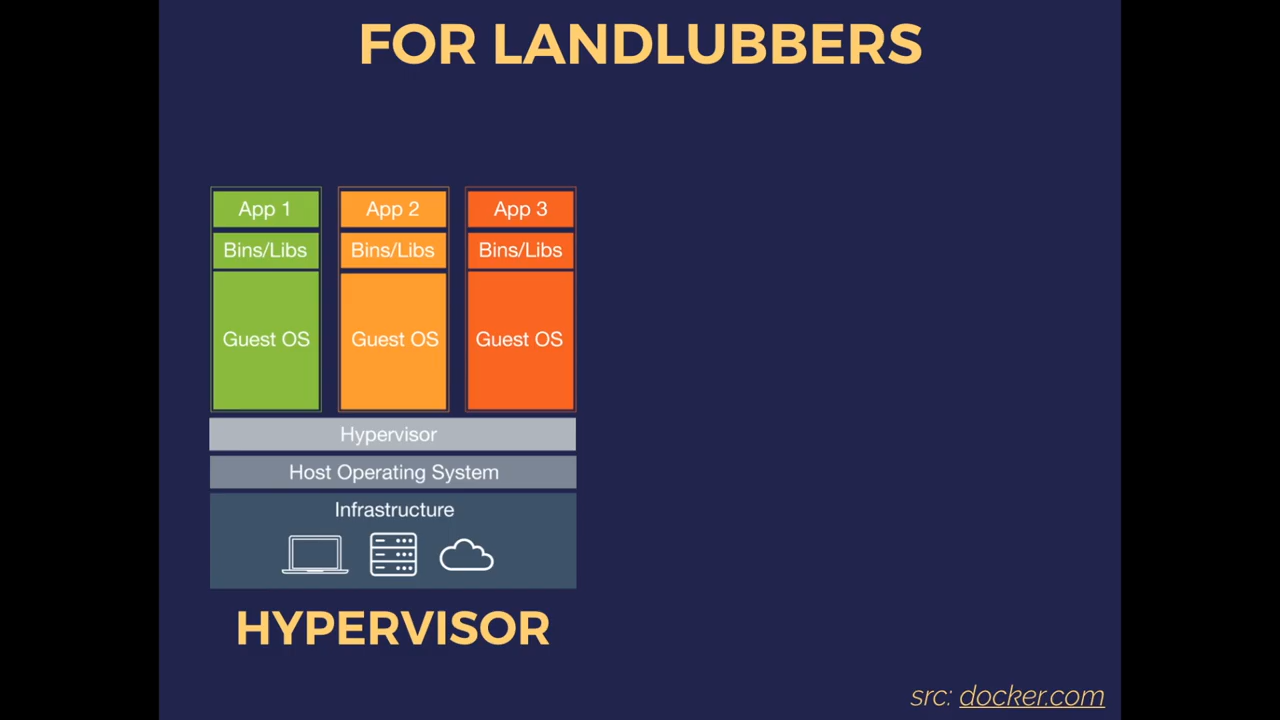 FOR LANDLUBBERS
App 1
App 2
App 3
Bins/Libs
Bins/Libs
Bins/Libs
Guest OS
Guest OS
Guest OS
Hypervisor
Host Operating System
Infrastructure
HYPERVISOR
src: docker.com